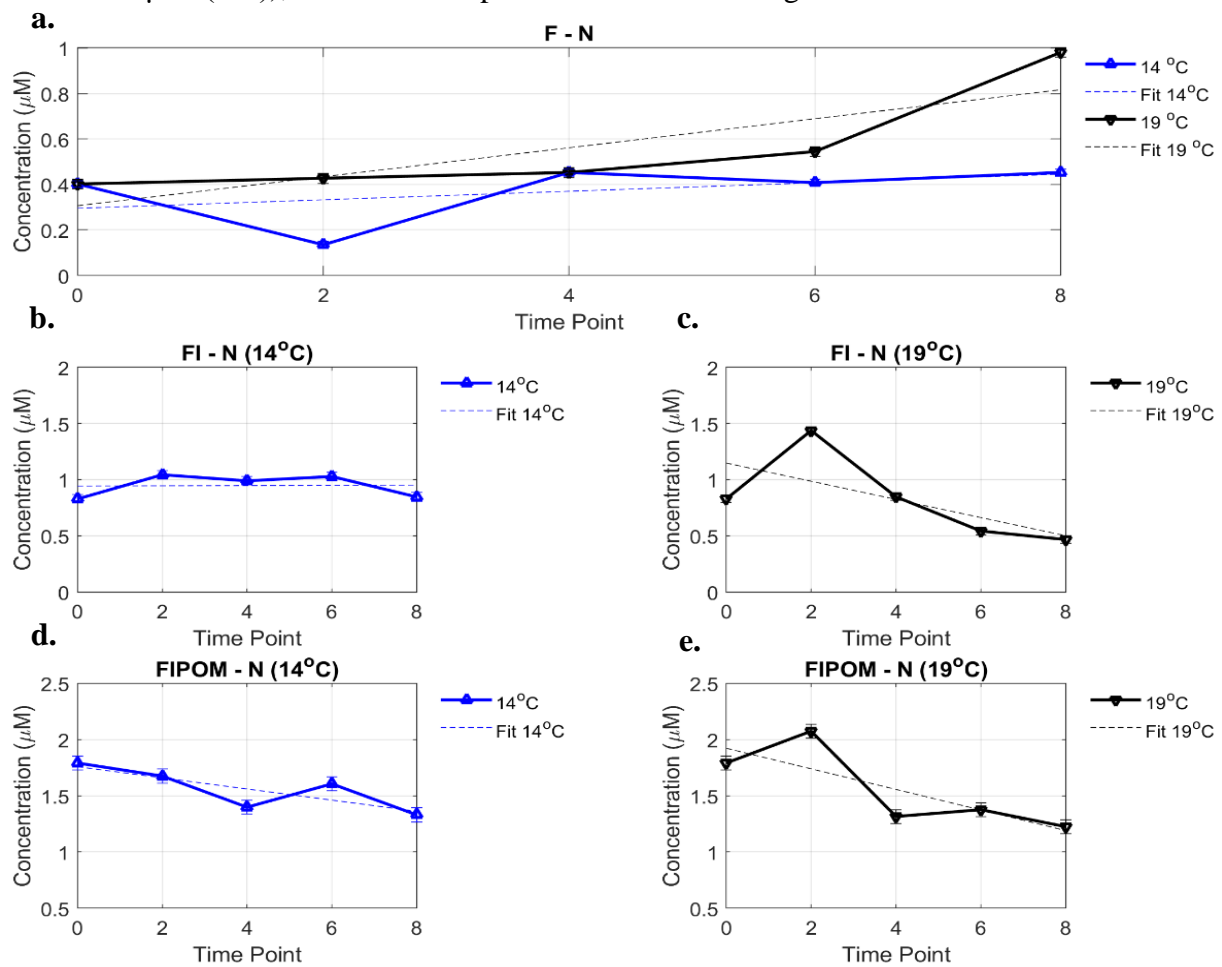 a.
F - N
Concentration (μM)
1
0.8
0.6
0.4
0.2
0
0 2 4 6 8
Time Point
14 °C
Fit 14°C
19 °C
Fit 19 °C
b.
FI - N (14°C)
Concentration (μM)
2
1.5
1
0.5
0
0 2 4 6 8
Time Point
14°C
Fit 14°C
c.
FI - N (19°C)
Concentration (μM)
2
1.5
1
0.5
0
0 2 4 6 8
Time Point
19°C
Fit 19°C
d.
FIPOM - N (14°C)
Concentration (μM)
2.5
2
1.5
1
0.5
0 2 4 6 8
Time Point
14°C
Fit 14°C
e.
FIPOM - N (19°C)
Concentration (μM)
2.5
2
1.5
1
0.5
0 2 4 6 8
Time Point
19°C
Fit 19°C